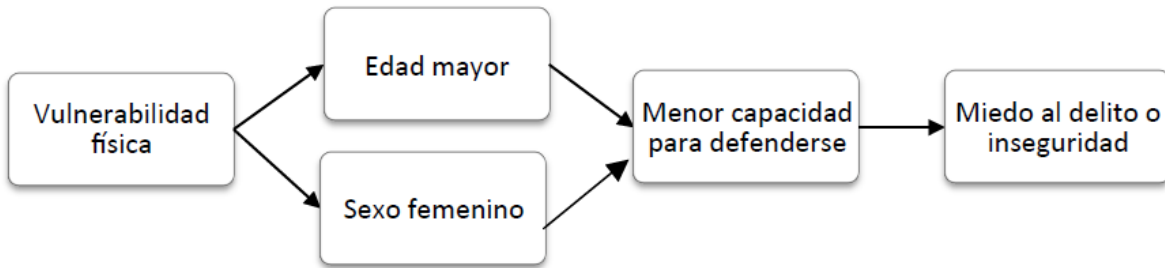 Vulnerabilidad
física
Edad mayor
Sexo femenino
Menor capacidad
para defenderse
Miedo al delito o
inseguridad